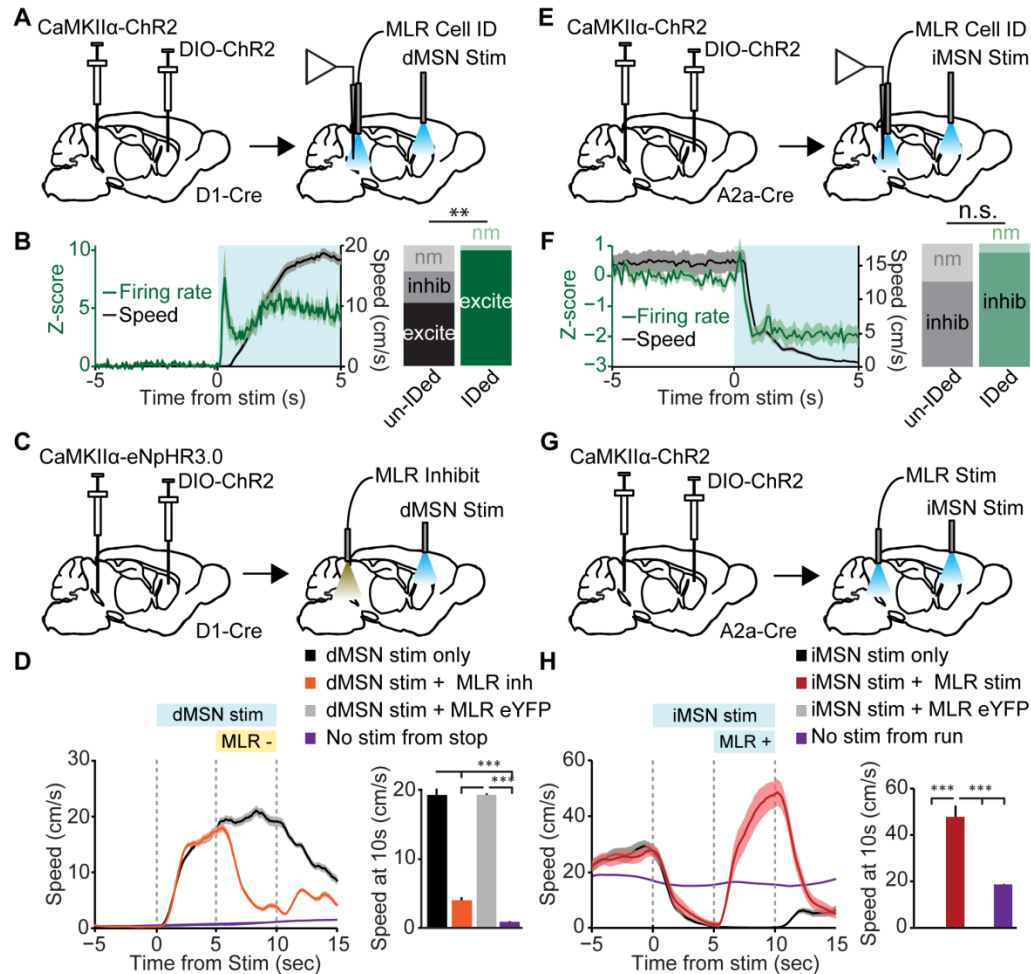 A
CaMKIIα-ChR2
DIO-ChR2
D1-Cre
MLR Cell ID
dMSN Stim
B
10
5
0
Z-score
Firing rate
Speed
-5
0
5
Time from stim (s)
20
10
0
Speed (cm/s)
**
nm
nm
inhib
excite
excite
un-IDed
IDed
C
CaMKIIα-eNpHR3.0
DIO-ChR2
D1-Cre
MLR Inhibit
dMSN Stim
D
dMSN stim only
dMSN stim + MLR inh
dMSN stim + MLR eYFP
No stim from stop
dMSN stim
MLR -
30
20
10
0
Speed (cm/s)
−5
0
5
10
15
Time from Stim (sec)
***
***
20
0
Speed at 10s (cm/s)
E
CaMKIIα-ChR2
DIO-ChR2
A2a-Cre
MLR Cell ID
iMSN Stim
F
1
0
−1
−2
−3
Z-score
Firing rate
Speed
-5
0
5
Time from stim (s)
15
10
5
0
Speed (cm/s)
n.s.
nm
nm
inhib
inhib
un-IDed
IDed
G
CaMKIIα-ChR2
DIO-ChR2
A2a-Cre
MLR Stim
iMSN Stim
H
iMSN stim only
iMSN stim + MLR stim
iMSN stim + MLR eYFP
No stim from run
iMSN stim
MLR +
60
40
20
0
Speed (cm/s)
−5
0
5
10
15
Time from stim (sec)
***
***
60
40
20
0
Speed at 10s (cm/s)